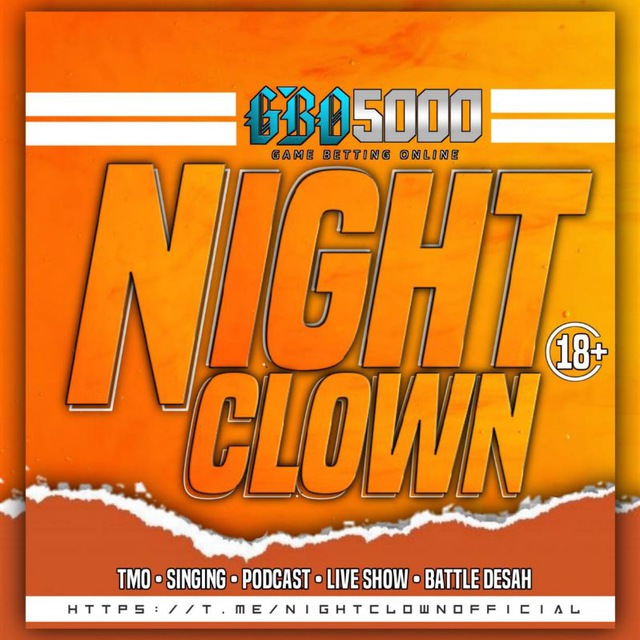 GBO5000
GAME BETTING ONLINE
NIGHT
CLOWN
18+
TMO • SINGING • PODCAST • LIVE SHOW • BATTLE DESAH
HTTPS://T.ME/NIGHTCLOWNOFFICIAL